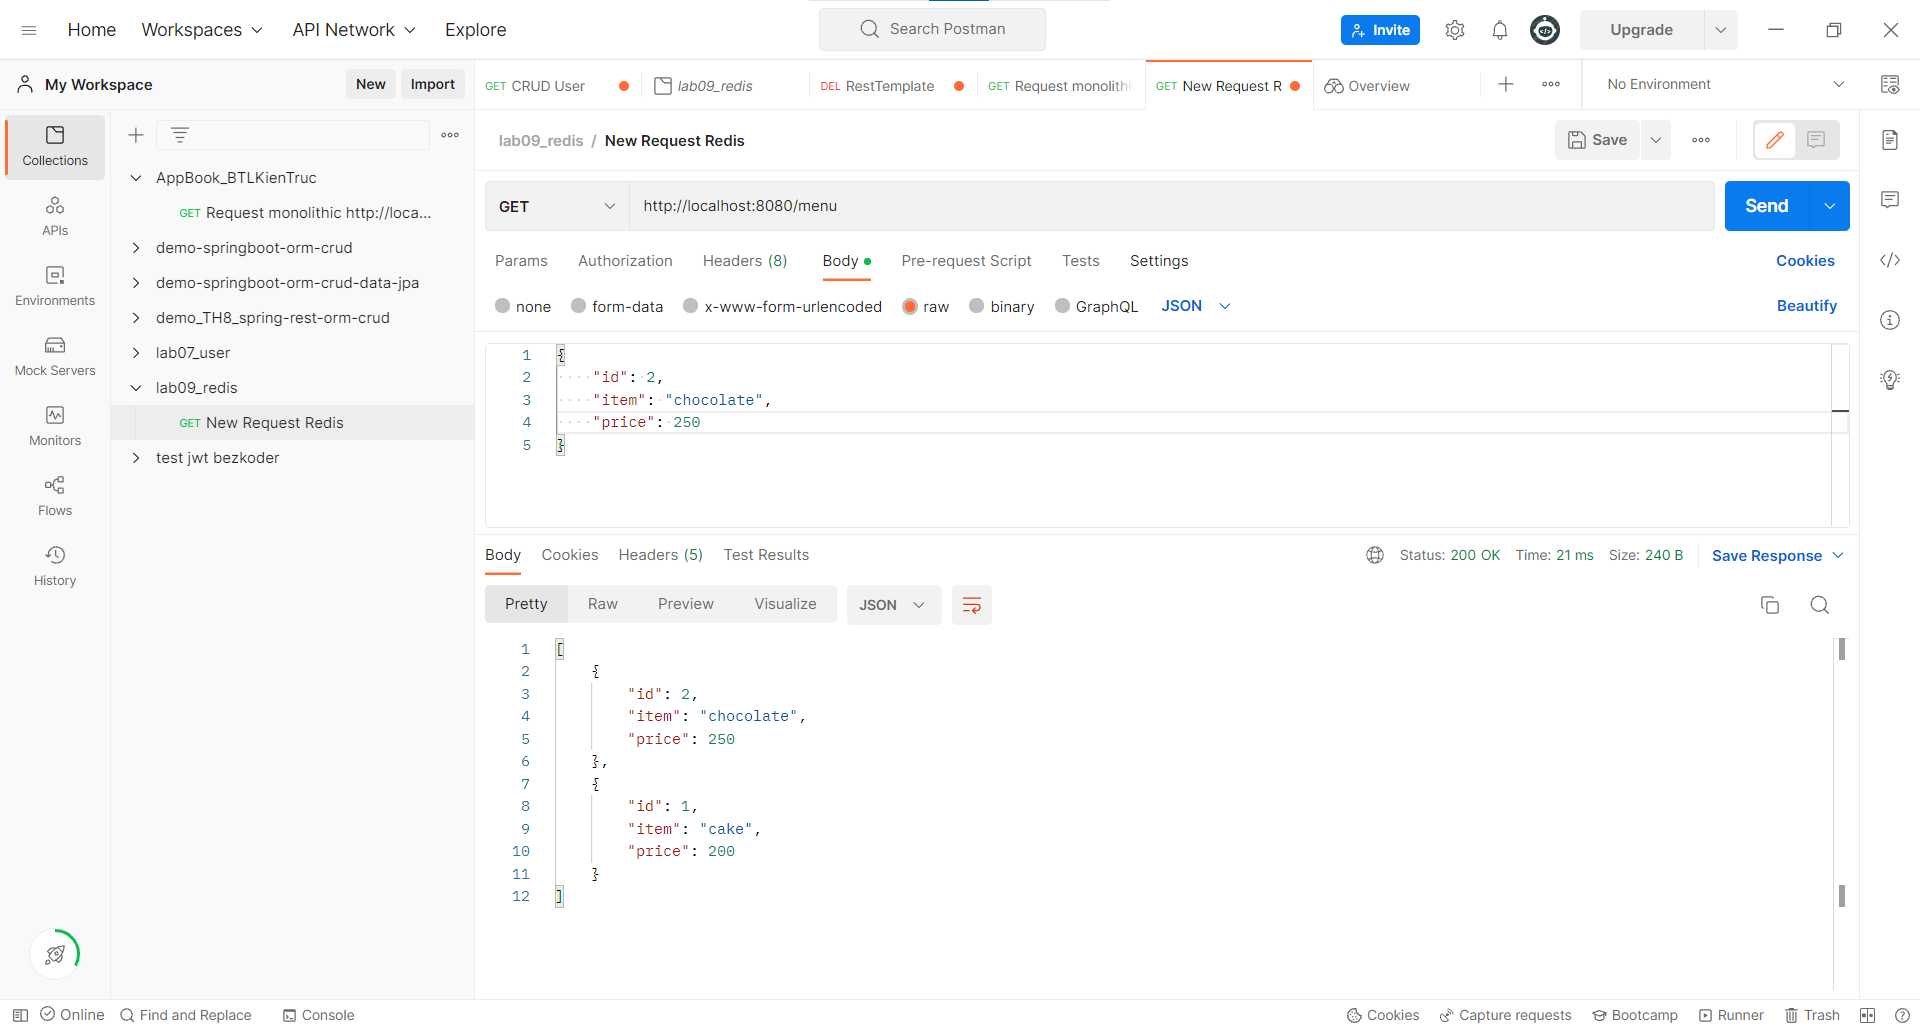 Home Workspaces API Network Explore Search Postman Invite Upgrade
My Workspace New Import GET CRUD User lab09_redis DEL RestTemplate GET Request monolith GET New Request R Overview No Environment
Collections
APIs
Environments
Mock Servers
Monitors
Flows
History
AppBook_BTLKienTruc
GET Request monolithic http://loca...
demo-springboot-orm-crud
demo-springboot-orm-crud-data-jpa
demo_TH8_spring-rest-orm-crud
lab07_user
lab09_redis
GET New Request Redis
test jwt bezkoder
lab09_redis / New Request Redis Save
GET http://localhost:8080/menu Send
Params Authorization Headers (8) Body Pre-request Script Tests Settings Cookies
none form-data x-www-form-urlencoded raw binary GraphQL JSON Beautify
1 {
2 "id": 2,
3 "item": "chocolate",
4 "price": 250
5 }
Body Cookies Headers (5) Test Results Status: 200 OK Time: 21 ms Size: 240 B Save Response
Pretty Raw Preview Visualize JSON
1 [
2 {
3 "id": 2,
4 "item": "chocolate",
5 "price": 250
6 },
7 {
8 "id": 1,
9 "item": "cake",
10 "price": 200
11 }
12 ]
Online Find and Replace Console Cookies Capture requests Bootcamp Runner Trash